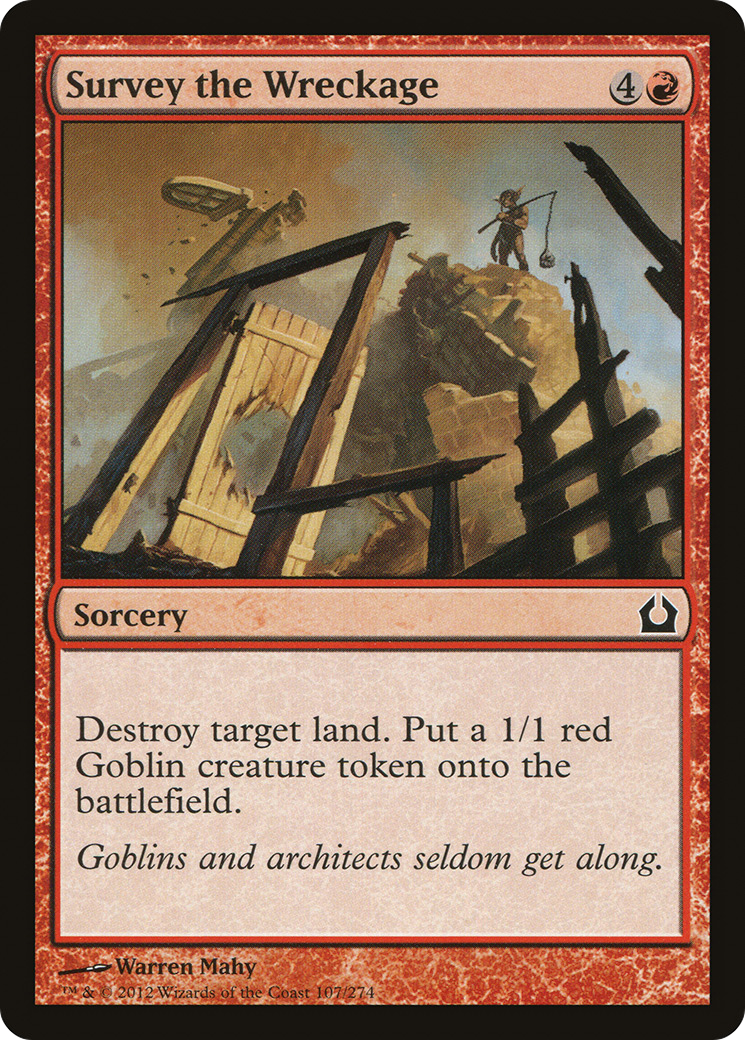 Survey the Wreckage 4
Sorcery
Destroy target land. Put a 1/1 red
Goblin creature token onto the
battlefield.
Goblins and architects seldom get along.
Warren Mahy
™ & © 2012 Wizards of the Coast 107/274